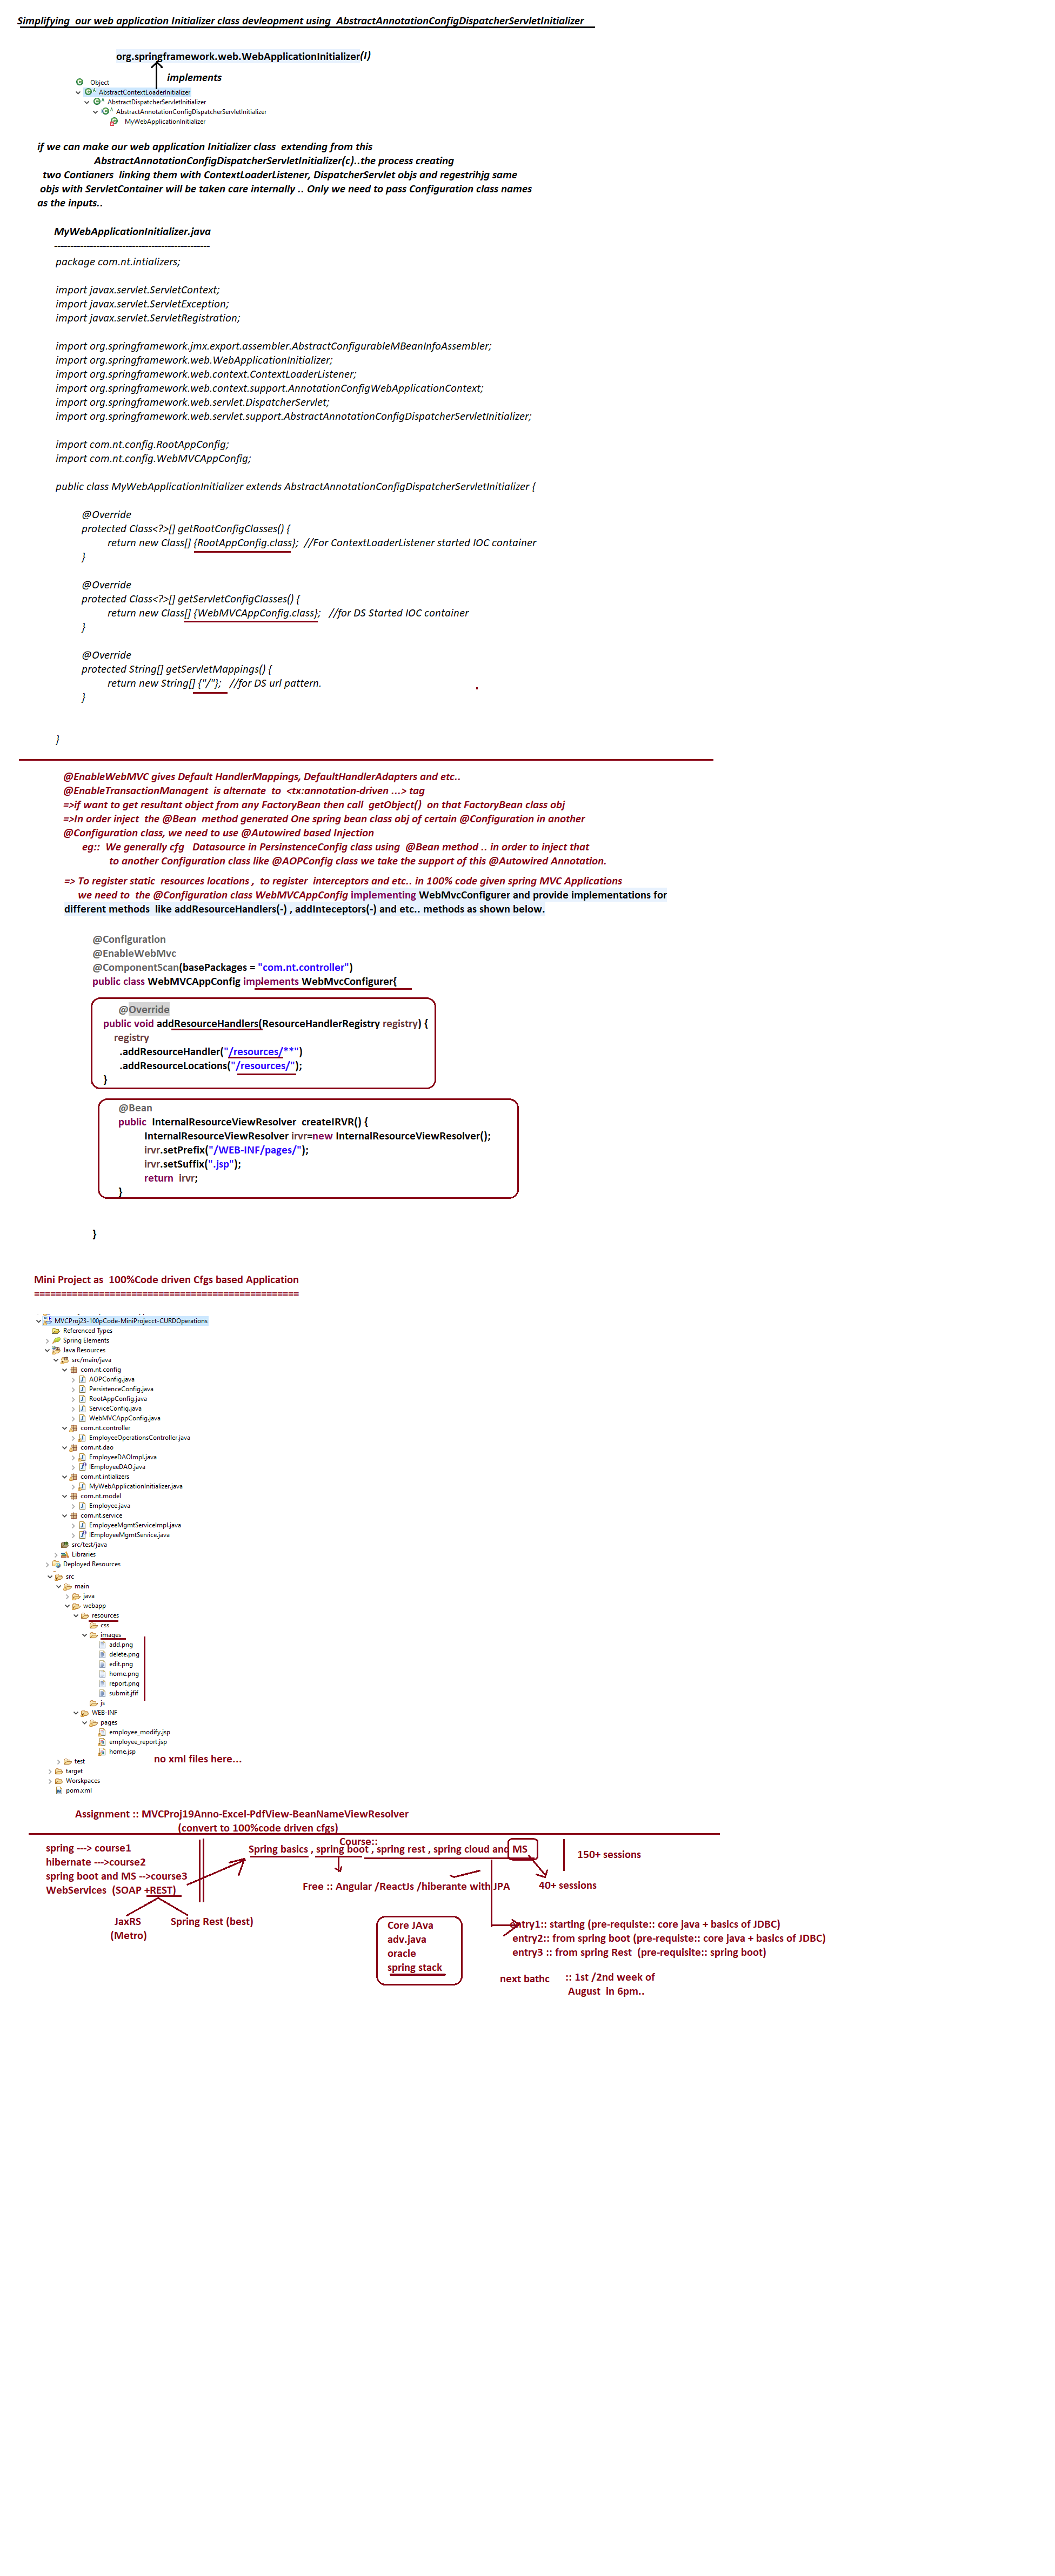 Simplifying  our web application Initializer class devleopment using  AbstractAnnotationConfigDispatcherServletInitializer
org.springframework.web.WebApplicationInitializer(I)
implements
Object
AbstractContextLoaderInitializer
AbstractDispatcherServletInitializer
AbstractAnnotationConfigDispatcherServletInitializer
MyWebApplicationInitializer
if we can make our web application Initializer class  extending from this
AbstractAnnotationConfigDispatcherServletInitializer(c)..the process creating
two Contianers  linking them with ContextLoaderListener, DispatcherServlet objs and regestrihjg same
objs with ServletContainer will be taken care internally .. Only we need to pass Configuration class names
as the inputs..
MyWebApplicationInitializer.java
------------------------------------------------
package com.nt.intializers;
import javax.servlet.ServletContext;
import javax.servlet.ServletException;
import javax.servlet.ServletRegistration;
import org.springframework.jmx.export.assembler.AbstractConfigurableMBeanInfoAssembler;
import org.springframework.web.WebApplicationInitializer;
import org.springframework.web.context.ContextLoaderListener;
import org.springframework.web.context.support.AnnotationConfigWebApplicationContext;
import org.springframework.web.servlet.DispatcherServlet;
import org.springframework.web.servlet.support.AbstractAnnotationConfigDispatcherServletInitializer;
import com.nt.config.RootAppConfig;
import com.nt.config.WebMVCAppConfig;
public class MyWebApplicationInitializer extends AbstractAnnotationConfigDispatcherServletInitializer {
@Override
protected Class<?>[] getRootConfigClasses() {
return new Class[] {RootAppConfig.class};  //For ContextLoaderListener started IOC container
}
@Override
protected Class<?>[] getServletConfigClasses() {
return new Class[] {WebMVCAppConfig.class};   //for DS Started IOC container
}
@Override
protected String[] getServletMappings() {
return new String[] {"/"};   //for DS url pattern.
}
}
@EnableWebMVC gives Default HandlerMappings, DefaultHandlerAdapters and etc..
@EnableTransactionManagent  is alternate  to  <tx:annotation-driven ...> tag
=>if want to get resultant object from any FactoryBean then call  getObject()  on that FactoryBean class obj
=>In order inject  the @Bean  method generated One spring bean class obj of certain @Configuration in another
@Configuration class, we need to use @Autowired based Injection
eg::  We generally cfg   Datasource in PersinstenceConfig class using  @Bean method .. in order to inject that
to another Configuration class like @AOPConfig class we take the support of this @Autowired Annotation.
=> To register static  resources locations ,  to register  interceptors and etc.. in 100% code given spring MVC Applications
we need to  the @Configuration class WebMVCAppConfig implementing WebMvcConfigurer and provide implementations for
different methods  like addResourceHandlers(-) , addInteceptors(-) and etc.. methods as shown below.
@Configuration
@EnableWebMvc
@ComponentScan(basePackages = "com.nt.controller")
public class WebMVCAppConfig implements WebMvcConfigurer{
@Override
public void addResourceHandlers(ResourceHandlerRegistry registry) {
registry
.addResourceHandler("/resources/**")
.addResourceLocations("/resources/");
}
@Bean
public  InternalResourceViewResolver  createIRVR() {
InternalResourceViewResolver irvr=new InternalResourceViewResolver();
irvr.setPrefix("/WEB-INF/pages/");
irvr.setSuffix(".jsp");
return  irvr;
}
}
Mini Project as  100%Code driven Cfgs based Application
=================================================
MVCProj23-100pCode-MiniProjecct-CURDOperations
Referenced Types
Spring Elements
Java Resources
src/main/java
com.nt.config
AOPConfig.java
PersistenceConfig.java
RootAppConfig.java
ServiceConfig.java
WebMVCAppConfig.java
com.nt.controller
EmployeeOperationsController.java
com.nt.dao
EmployeeDAOImpl.java
IEmployeeDAO.java
com.nt.intializers
MyWebApplicationInitializer.java
com.nt.model
Employee.java
com.nt.service
EmployeeMgmtServiceImpl.java
IEmployeeMgmtService.java
src/test/java
Libraries
Deployed Resources
src
main
java
webapp
resources
css
images
add.png
delete.png
edit.png
home.png
report.png
submit.jfif
js
WEB-INF
pages
employee_modify.jsp
employee_report.jsp
home.jsp
no xml files here...
test
target
Worskpaces
pom.xml
Assignment :: MVCProj19Anno-Excel-PdfView-BeanNameViewResolver
(convert to 100%code driven cfgs)
Course::
spring ---> course1
hibernate --->course2
spring boot and MS -->course3
WebServices  (SOAP +REST)
Spring basics , spring boot , spring rest , spring cloud and  MS
150+ sessions
Free :: Angular /ReactJs /hiberante with JPA
40+ sessions
JaxRS
(Metro)
Spring Rest (best)
Core JAva
adv.java
oracle
spring stack
entry1:: starting (pre-requiste:: core java + basics of JDBC)
entry2:: from spring boot (pre-requiste:: core java + basics of JDBC)
entry3 :: from spring Rest  (pre-requisite:: spring boot)
next bathc     :: 1st /2nd week of
August  in 6pm..